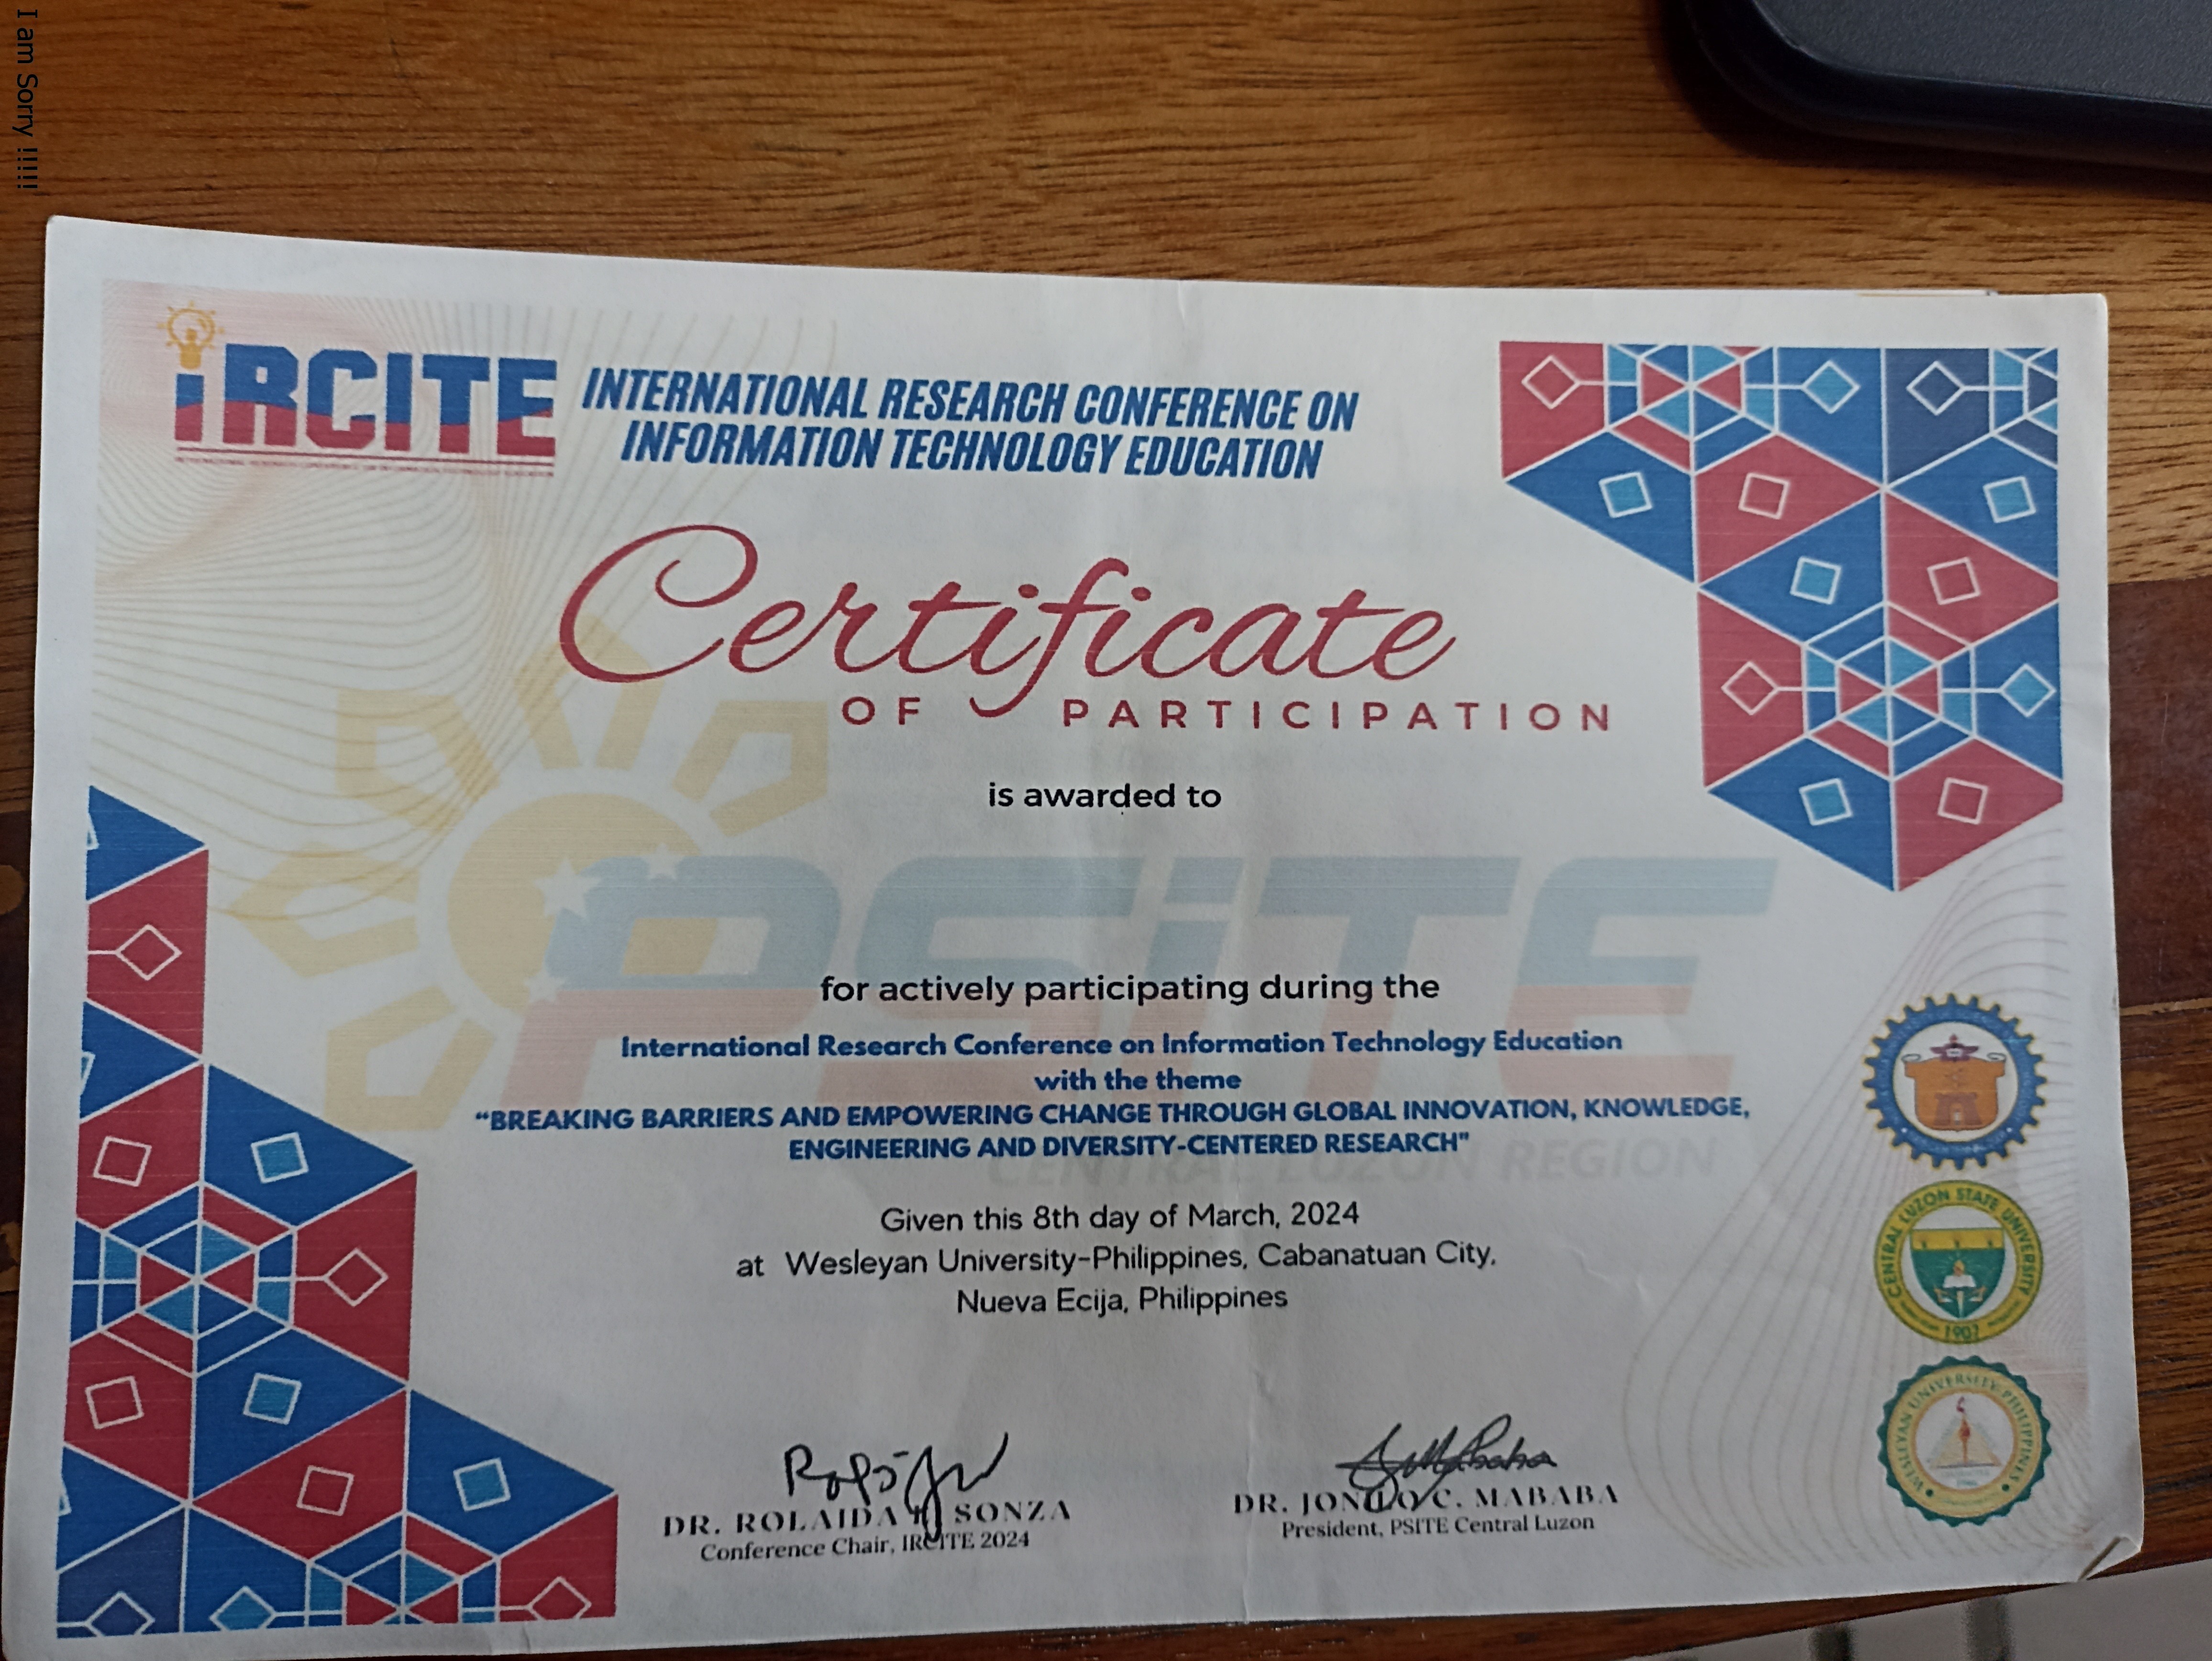 I am Sorry !!!!!
iRCITE
INTERNATIONAL RESEARCH CONFERENCE ON
INFORMATION TECHNOLOGY EDUCATION
Certificate
OF PARTICIPATION
is awarded to
PSiTE
for actively participating during the
International Research Conference on Information Technology Education
with the theme
“BREAKING BARRIERS AND EMPOWERING CHANGE THROUGH GLOBAL INNOVATION, KNOWLEDGE,
ENGINEERING AND DIVERSITY-CENTERED RESEARCH"
CENTRAL LUZON REGION
Given this 8th day of March, 2024
at Wesleyan University-Philippines, Cabanatuan City,
Nueva Ecija, Philippines
DR. ROLAIDA SONZA
Conference Chair, IRCITE 2024
DR. JONILO C. MABABA
President, PSITE Central Luzon
CENTRAL LUZON STATE UNIVERSITY
1907
WESLEYAN UNIVERSITY-PHILIPPINES